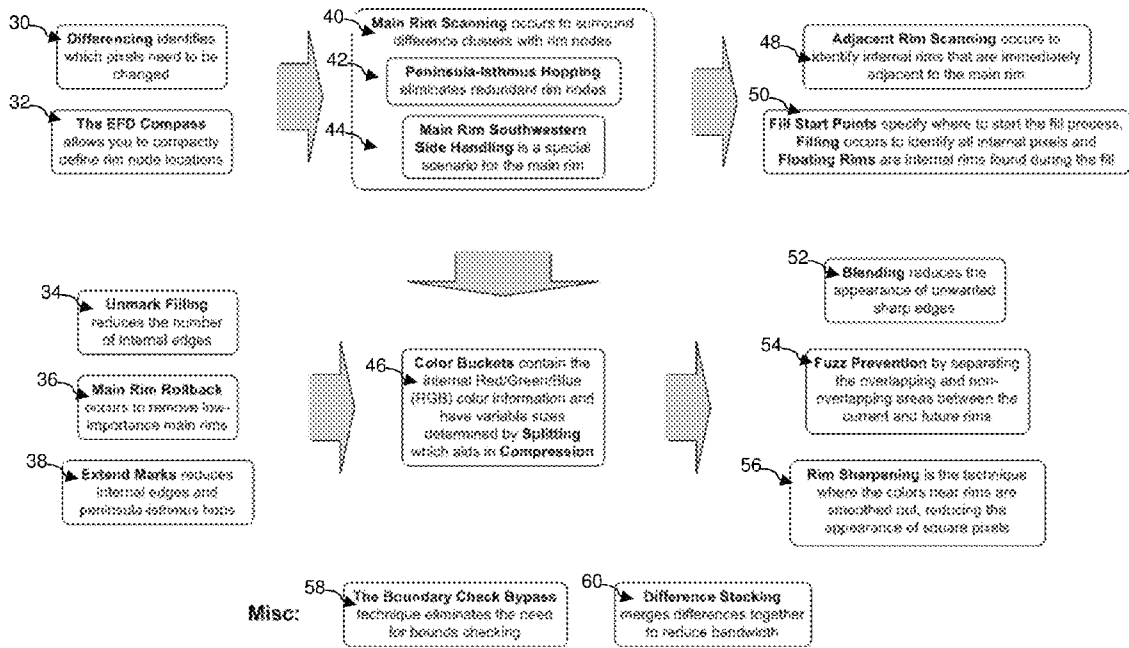 30
Differencing identifies
which pixels need to be
changed
32
The EFD Compass
allows you to compactly
define rim node locations
40
Main Rim Scanning occurs to surround
difference clusters with rim nodes
42
Peninsula-Isthmus Hopping
eliminates redundant rim nodes
44
Main Rim Southwestern
Side Handling is a special
scenario for the main rim
48
Adjacent Rim Scanning occurs to
identify internal rims that are immediately
adjacent to the main rim
50
Fill Start Points specify where to start the fill process,
Filling occurs to identify all internal pixels and
Floating Rims are internal rims found during the fill
34
Unmark Filling
reduces the number
of internal edges
36
Main Rim Rollback
occurs to remove low-
importance main rims
38
Extend Marks reduces
internal edges and
peninsula-isthmus hops
46
Color Buckets contain the
internal Red/Green/Blue
(RGB) color information and
have variable sizes
determined by Splitting
which aids in Compression
52
Blending reduces the
appearance of unwanted
sharp edges
54
Fuzz Prevention by separating
the overlapping and non-
overlapping areas between the
current and future rims
56
Rim Sharpening is the technique
where the colors near rims are
smoothed out, reducing the
appearance of square pixels
Misc:
58
The Boundary Check Bypass
technique eliminates the need
for bounds checking
60
Difference Stacking
merges differences together
to reduce bandwidth